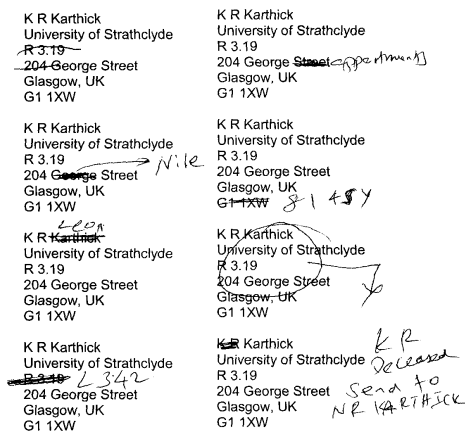 K R Karthick
University of Strathclyde
R 3.19
204 George Street
Glasgow, UK
G1 1XW
K R Karthick
University of Strathclyde
R 3.19
204 George Street appartment
Glasgow, UK
G1 1XW
K R Karthick
University of Strathclyde
R 3.19
204 George Street Nile
Glasgow, UK
G1 1XW
K R Karthick
University of Strathclyde
R 3.19
204 George Street
Glasgow, UK
G1 1XW
Leon
K R Karthick
University of Strathclyde
R 3.19
204 George Street
Glasgow, UK
G1 1XW
K R Karthick
University of Strathclyde
R 3.19
204 George Street
Glasgow, UK
G1 1XW
K R Karthick
University of Strathclyde
R 3.19 L342
204 George Street
Glasgow, UK
G1 1XW
K R Karthick
University of Strathclyde
R 3.19
204 George Street
Glasgow, UK
G1 1XW
K R
Deceased
Send to
NR KARTHICK